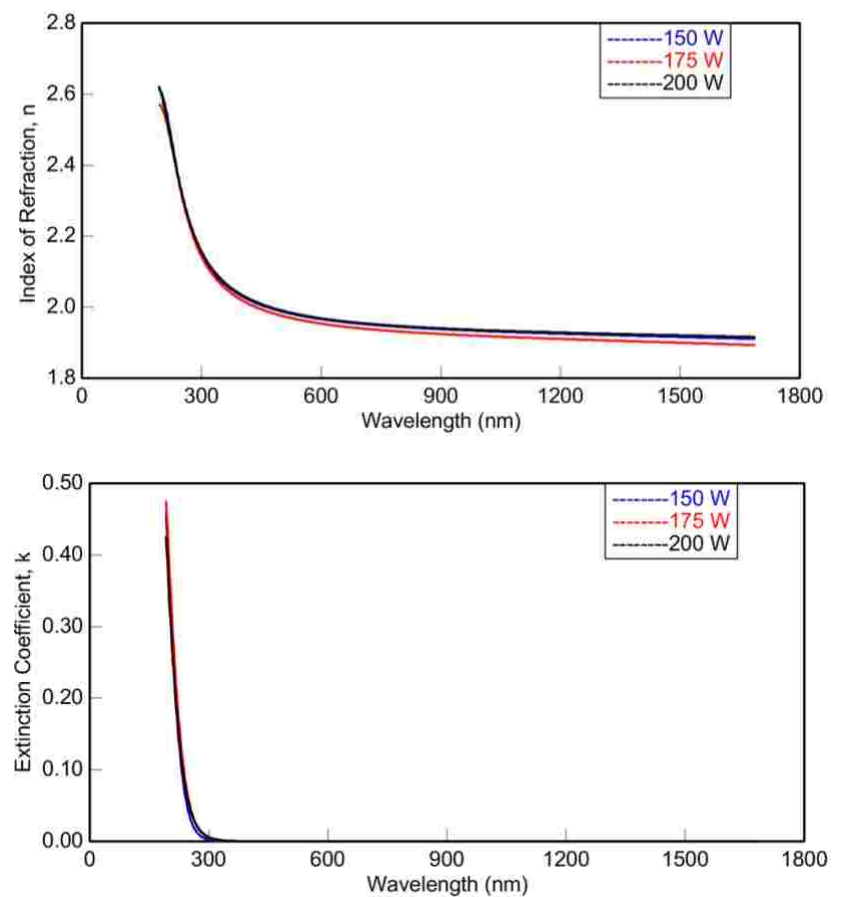 2.8
2.6
2.4
2.2
2.0
1.8
Index of Refraction, n
150 W
175 W
200 W
0 300 600 900 1200 1500 1800
Wavelength (nm)
0.50
0.40
0.30
0.20
0.10
0.00
Extinction Coefficient, k
150 W
175 W
200 W
0 300 600 900 1200 1500 1800
Wavelength (nm)